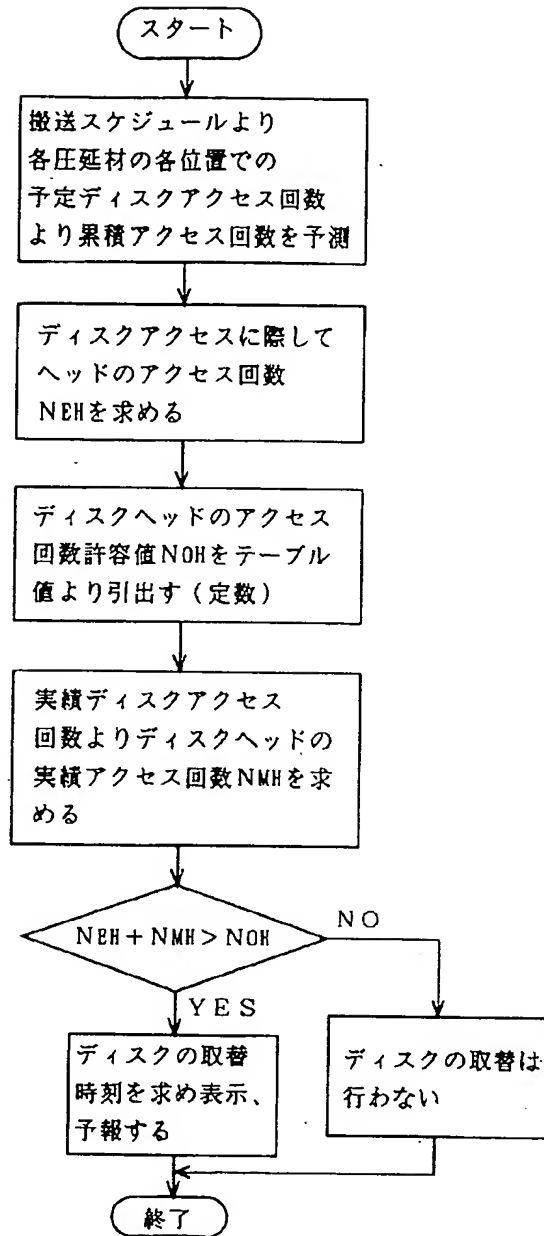 スタート
搬送スケジュールより
各圧延材の各位置での
予定ディスクアクセス回数
より累積アクセス回数を予測
ディスクアクセスに際して
ヘッドのアクセス回数
NEHを求める
ディスクヘッドのアクセス
回数許容値NOHをテーブル
値より引出す(定数)
実績ディスクアクセス
回数よりディスクヘッドの
実績アクセス回数NMHを求
める
NEH+NMH>NOH
NO
YES
ディスクの取替
時刻を求め表示、
予報する
ディスクの取替は
行わない
終了